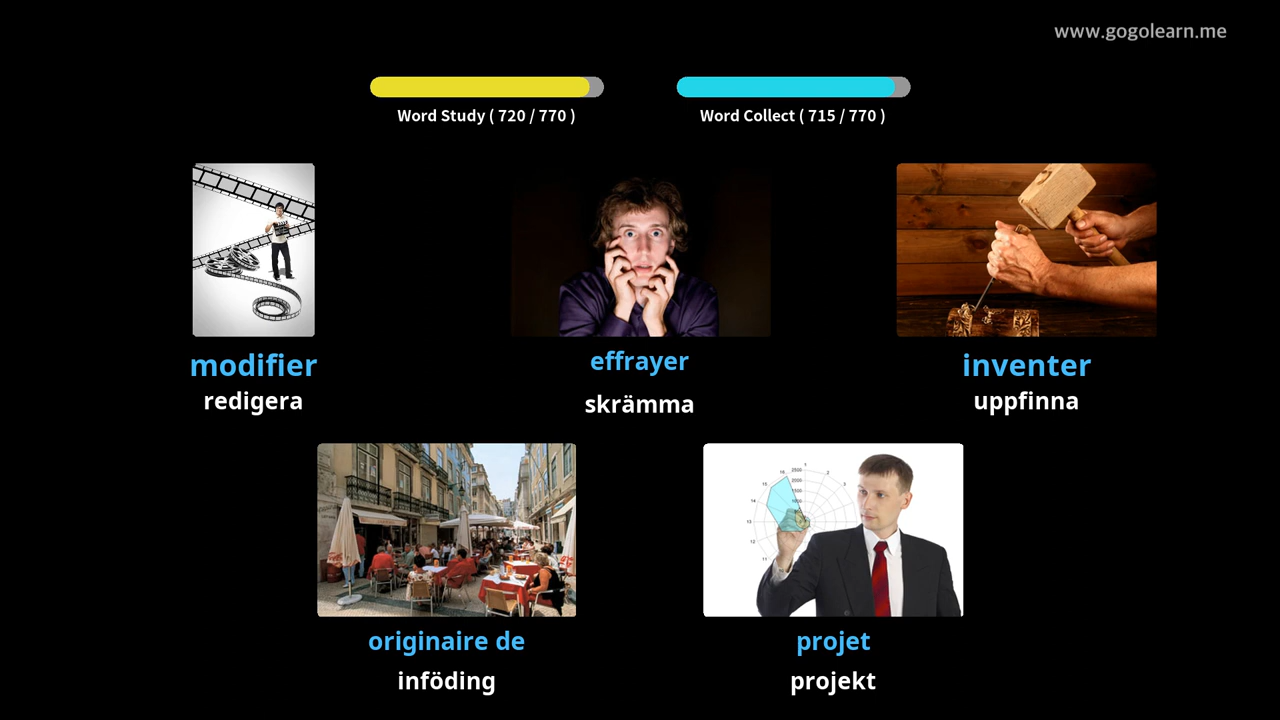 www.gogolearn.me
Word Study ( 720 / 770 )
Word Collect ( 715 / 770 )
modifier
redigera
effrayer
skrämma
inventer
uppfinna
originaire de
inföding
projet
projekt